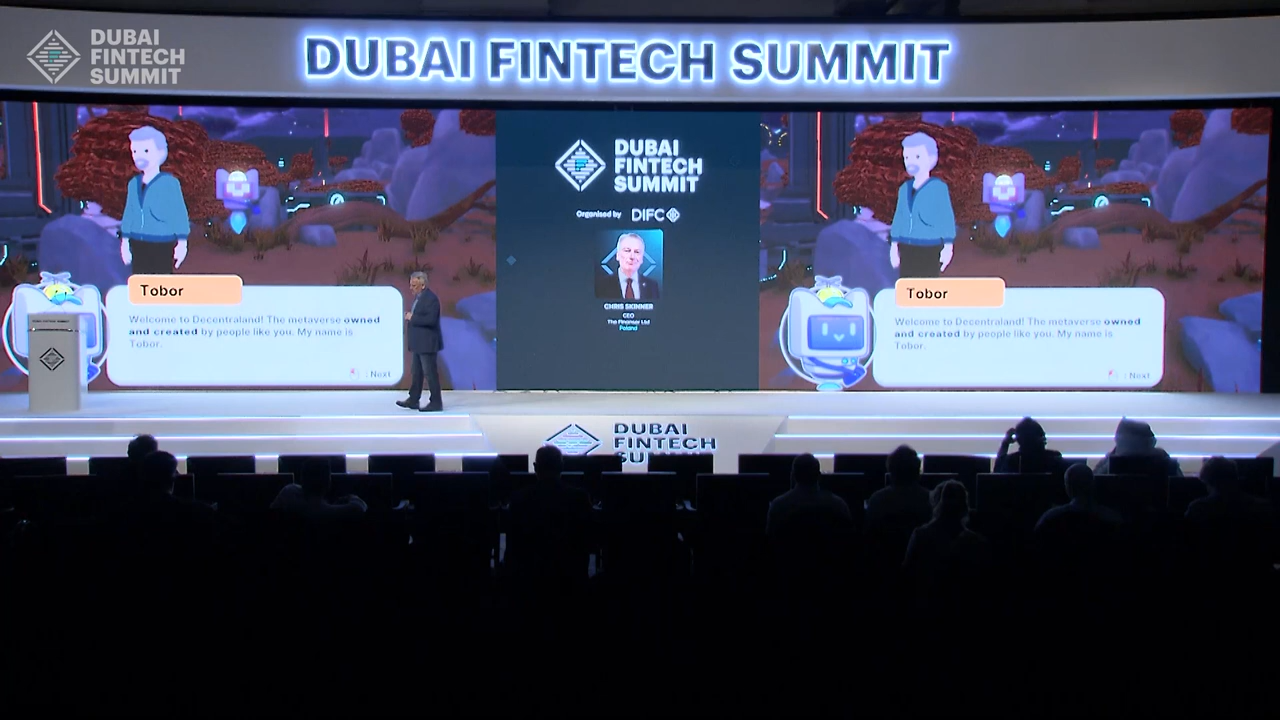 DUBAI
FINTECH
SUMMIT
DUBAI FINTECH SUMMIT
Tobor
Welcome to Decentraland! The metaverse owned
and created by people like you. My name is
Tobor.
: Next
DUBAI
FINTECH
SUMMIT
Organised by DIFC
CHRIS SKINNER
CEO
The Finanser Ltd
Poland
Tobor
Welcome to Decentraland! The metaverse owned
and created by people like you. My name is
Tobor.
: Next
DUBAI
FINTECH
SUMMIT